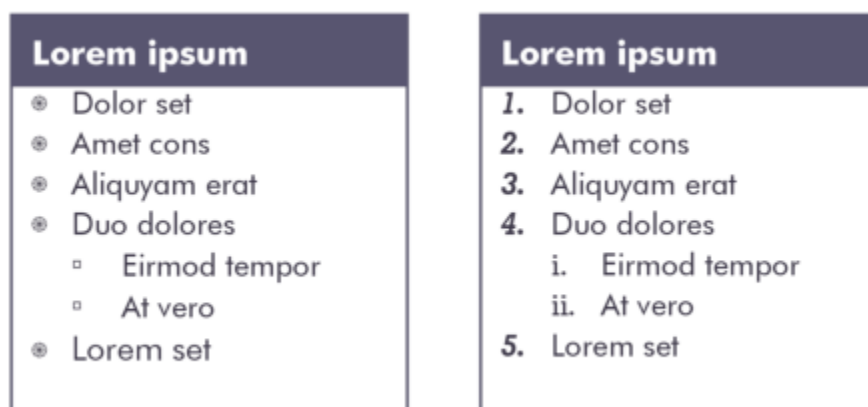 Lorem ipsum
Dolor set
Amet cons
Aliquyam erat
Duo dolores
Eirmod tempor
At vero
Lorem set
Lorem ipsum
1. Dolor set
2. Amet cons
3. Aliquyam erat
4. Duo dolores
i. Eirmod tempor
ii. At vero
5. Lorem set